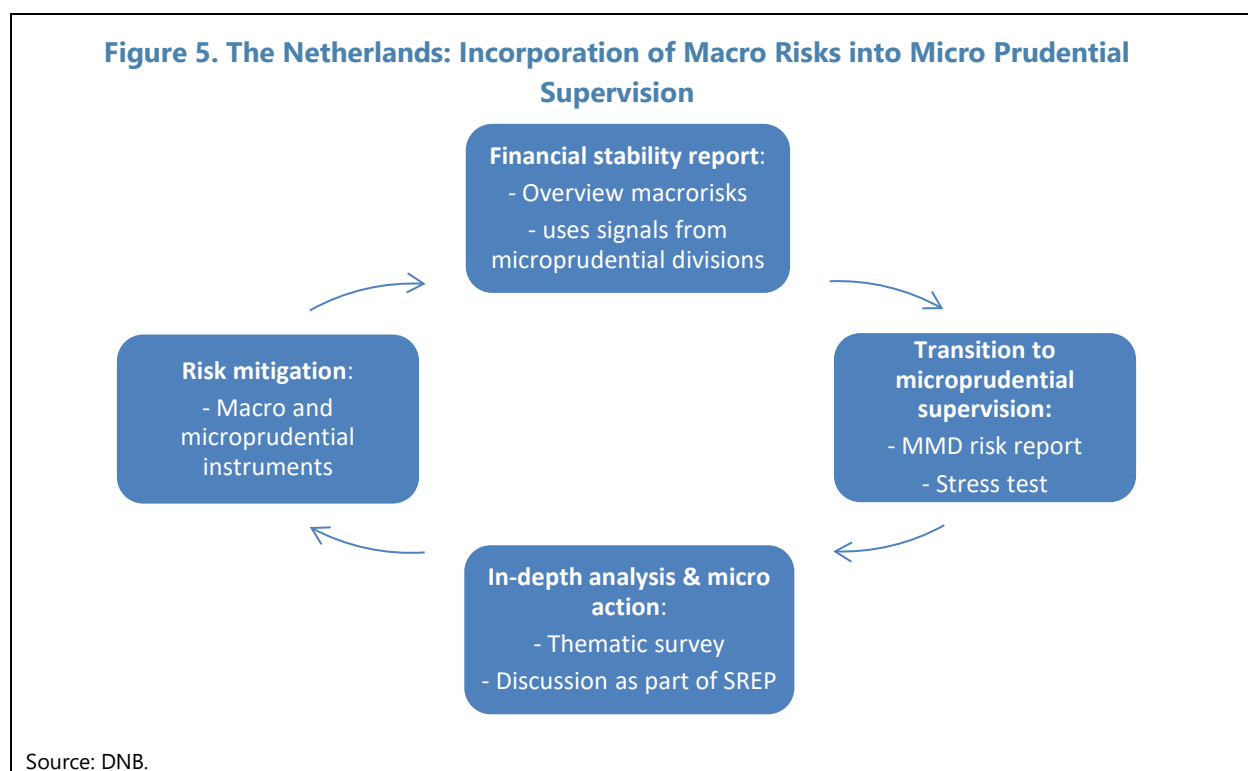 Figure 5. The Netherlands: Incorporation of Macro Risks into Micro Prudential
Supervision
Financial stability report:
- Overview macrorisks
- uses signals from
microprudential divisions
Transition to
microprudential
supervision:
- MMD risk report
- Stress test
In-depth analysis & micro
action:
- Thematic survey
- Discussion as part of SREP
Risk mitigation:
- Macro and
microprudential
instruments
Source: DNB.